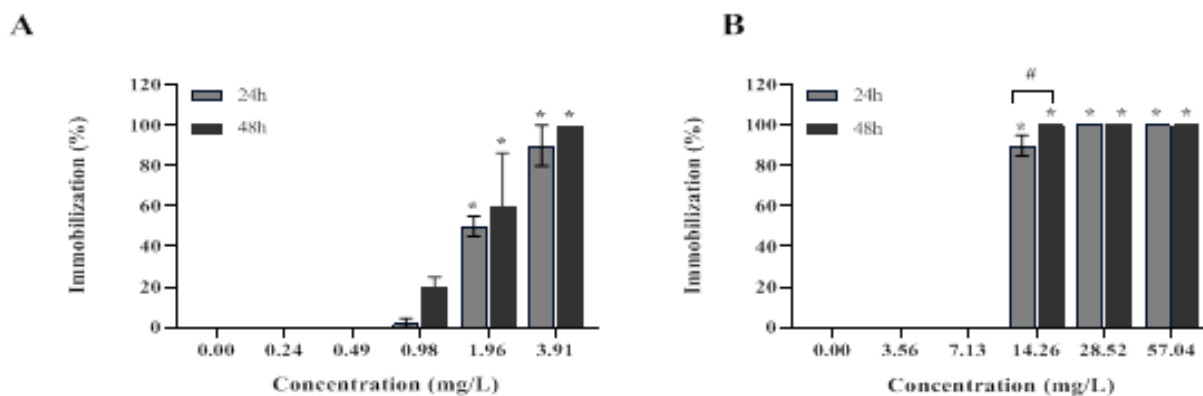 A
B
Immobilization (%)
120
100
80
60
40
20
0
24h
48h
*
*
*
*
0.00 0.24 0.49 0.98 1.96 3.91
Concentration (mg/L)
Immobilization (%)
120
100
80
60
40
20
0
24h
48h
#
*
*
*
*
*
*
0.00 3.56 7.13 14.26 28.52 57.04
Concentration (mg/L)